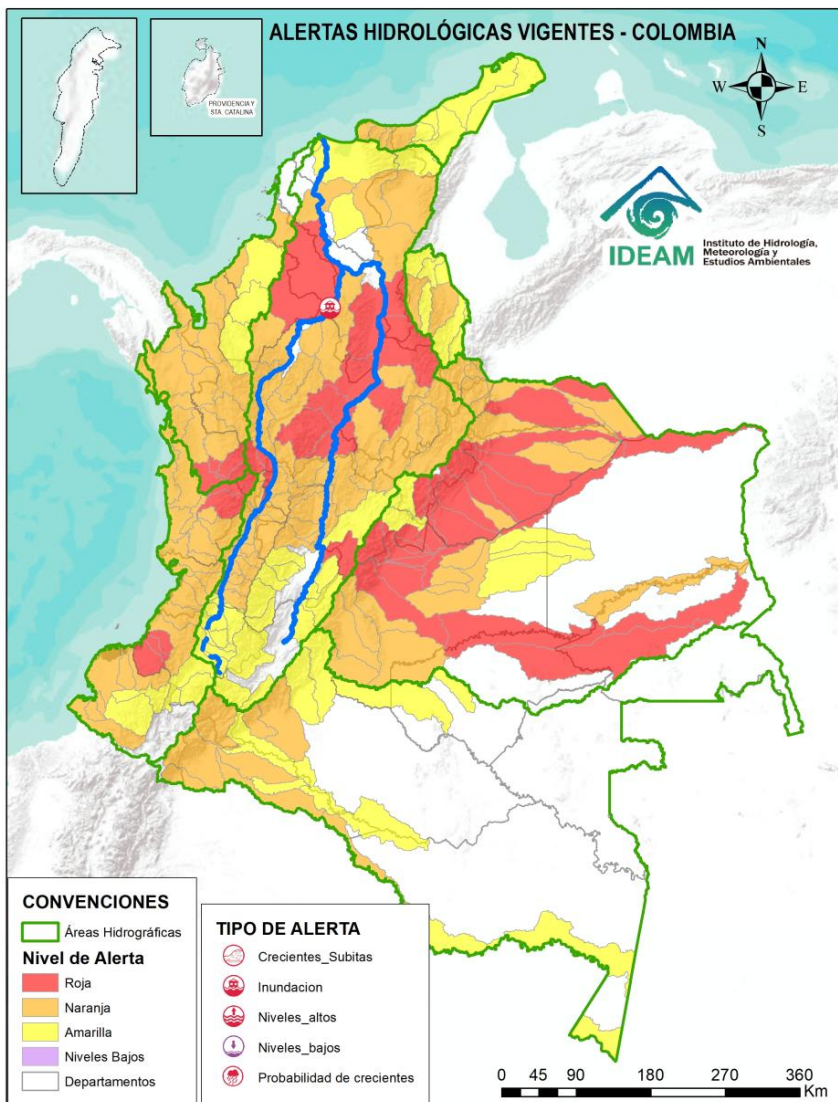 ALERTAS HIDROLÓGICAS VIGENTES - COLOMBIA
PROVIDENCIA Y
STA. CATALINA
N
W E
S
IDEAM
Instituto de Hidrología,
Meteorología y
Estudios Ambientales
CONVENCIONES
Áreas Hidrográficas
Nivel de Alerta
Roja
Naranja
Amarilla
Niveles Bajos
Departamentos
TIPO DE ALERTA
Crecientes_Subitas
Inundacion
Niveles_altos
Niveles_bajos
Probabilidad de crecientes
0 45 90 180 270 360
Km